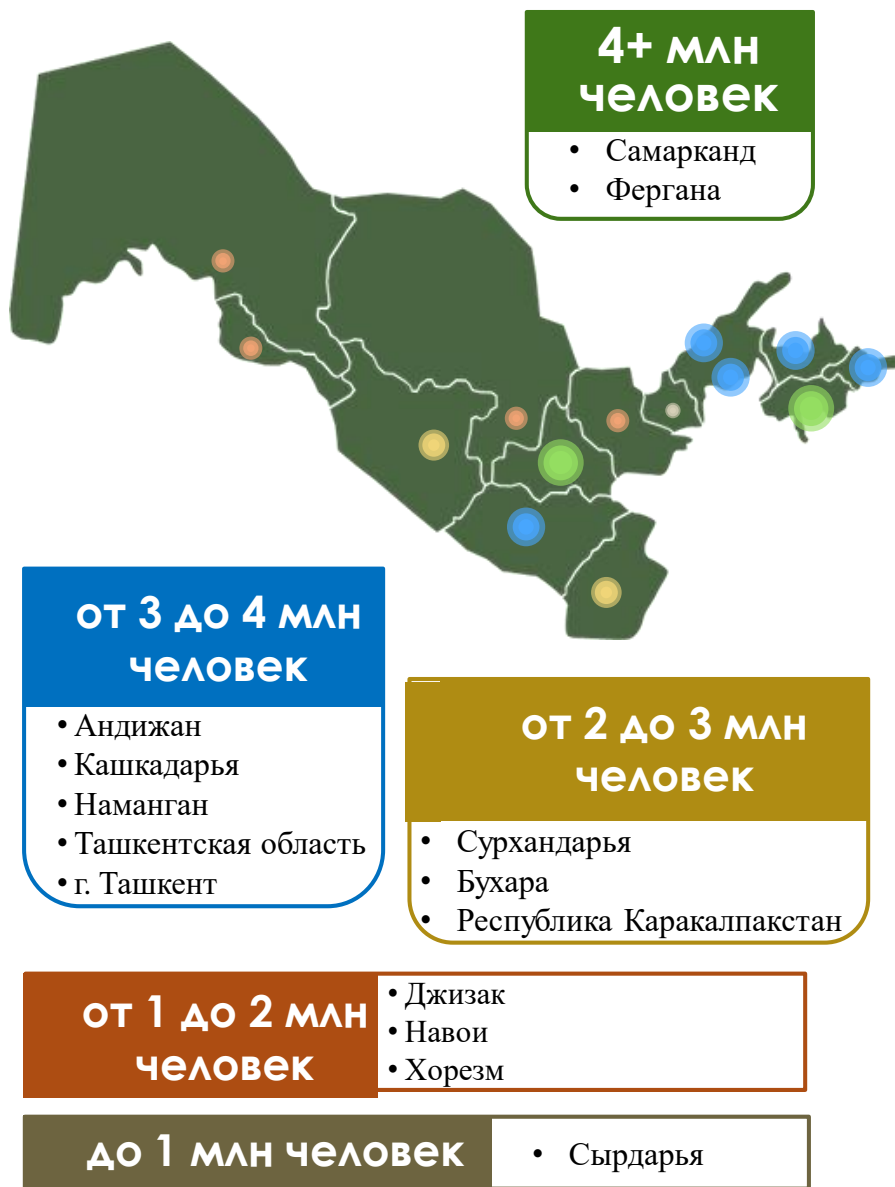 4+ млн
человек
• Самарканд
• Фергана
от 3 до 4 млн
человек
• Андижан
• Кашкадарья
• Наманган
• Ташкентская область
• г. Ташкент
от 2 до 3 млн
человек
• Сурхандарья
• Бухара
• Республика Каракалпакстан
от 1 до 2 млн
человек
• Джизак
• Навои
• Хорезм
до 1 млн человек
• Сырдарья